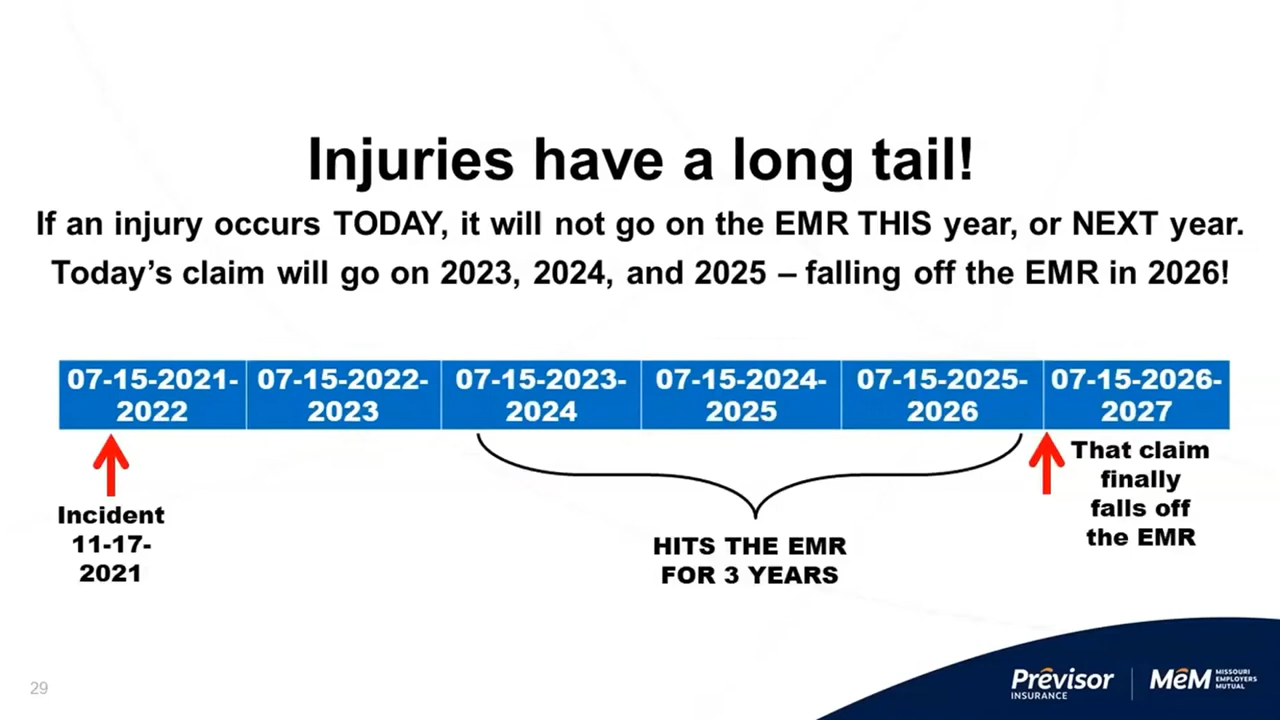 Injuries have a long tail!
If an injury occurs TODAY, it will not go on the EMR THIS year, or NEXT year.
Today's claim will go on 2023, 2024, and 2025 – falling off the EMR in 2026!
07-15-2021-
2022
07-15-2022-
2023
07-15-2023-
2024
07-15-2024-
2025
07-15-2025-
2026
07-15-2026-
2027
Incident
11-17-
2021
HITS THE EMR
FOR 3 YEARS
That claim
finally
falls off
the EMR
29
Prēvisor
INSURANCE
MēM
MISSOURI
EMPLOYERS
MUTUAL